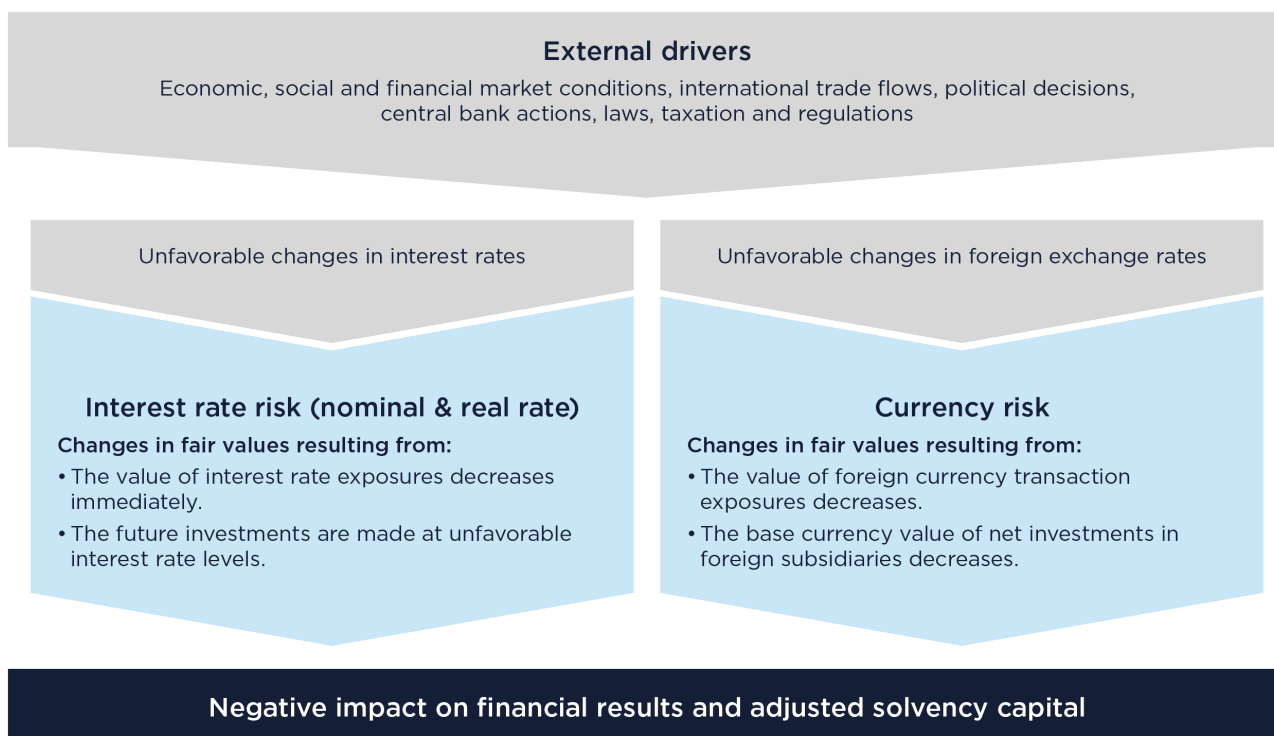 External drivers
Economic, social and financial market conditions, international trade flows, political decisions,
central bank actions, laws, taxation and regulations
Unfavorable changes in interest rates
Unfavorable changes in foreign exchange rates
Interest rate risk (nominal & real rate)
Changes in fair values resulting from:
• The value of interest rate exposures decreases
immediately.
• The future investments are made at unfavorable
interest rate levels.
Currency risk
Changes in fair values resulting from:
• The value of foreign currency transaction
exposures decreases.
• The base currency value of net investments in
foreign subsidiaries decreases.
Negative impact on financial results and adjusted solvency capital